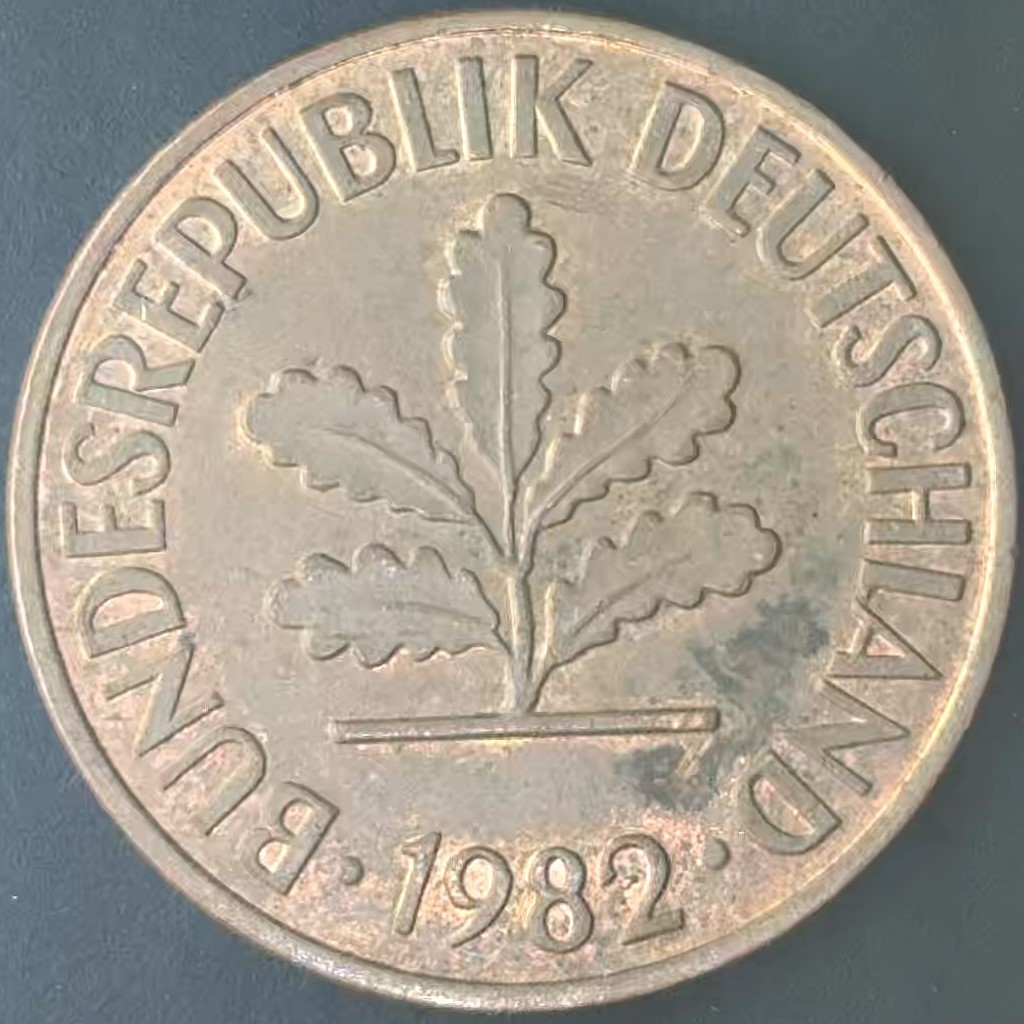 BUNDESREPUBLIK DEUTSCHLAND
· 1982 ·